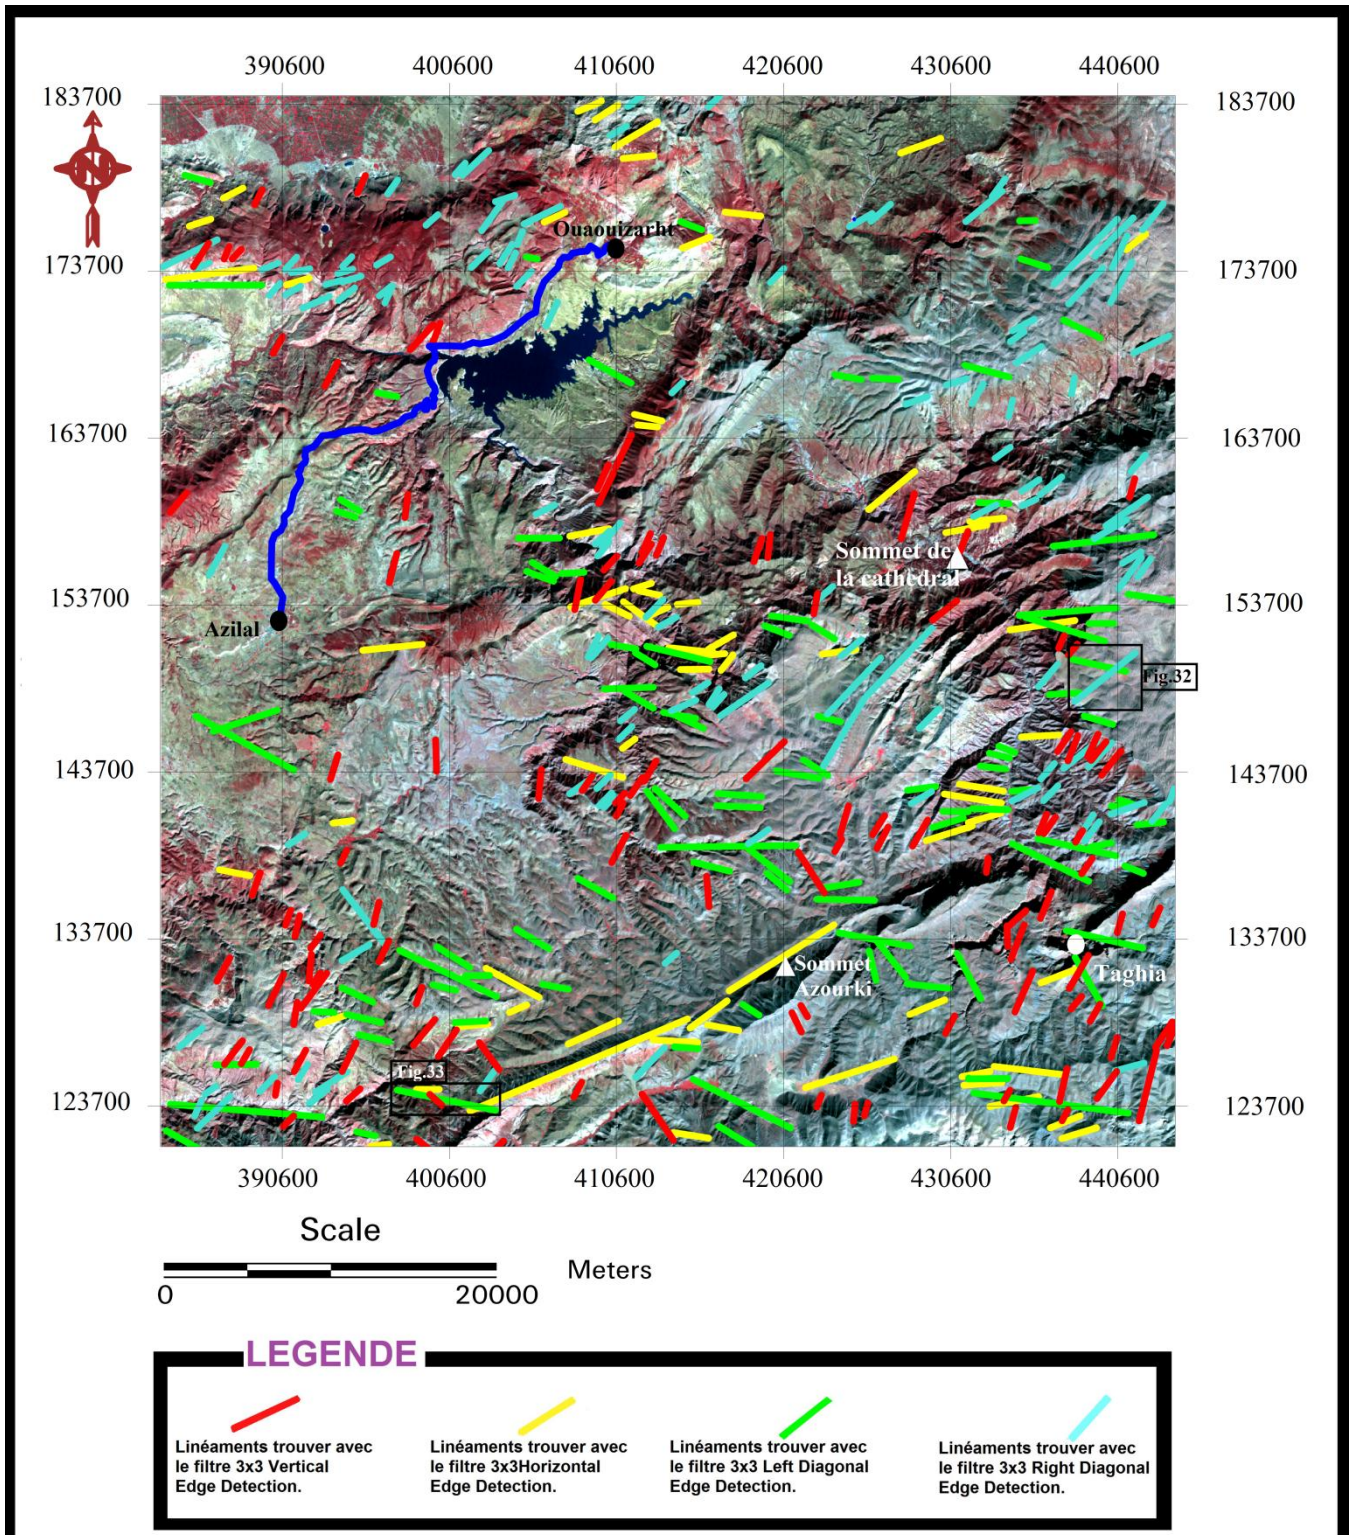 390600 400600 410600 420600 430600 440600
183700 183700
N
Ouaouizarht
173700 173700
163700 163700
Sommet de
la cathedral
153700 153700
Azilal
Fig.32
143700 143700
133700 133700
Sommet
Azourki
Taghia
Fig.33
123700 123700
390600 400600 410600 420600 430600 440600
Scale
Meters
0 20000
LEGENDE
Linéaments trouver avec
le filtre 3x3 Vertical
Edge Detection.
Linéaments trouver avec
le filtre 3x3Horizontal
Edge Detection.
Linéaments trouver avec
le filtre 3x3 Left Diagonal
Edge Detection.
Linéaments trouver avec
le filtre 3x3 Right Diagonal
Edge Detection.